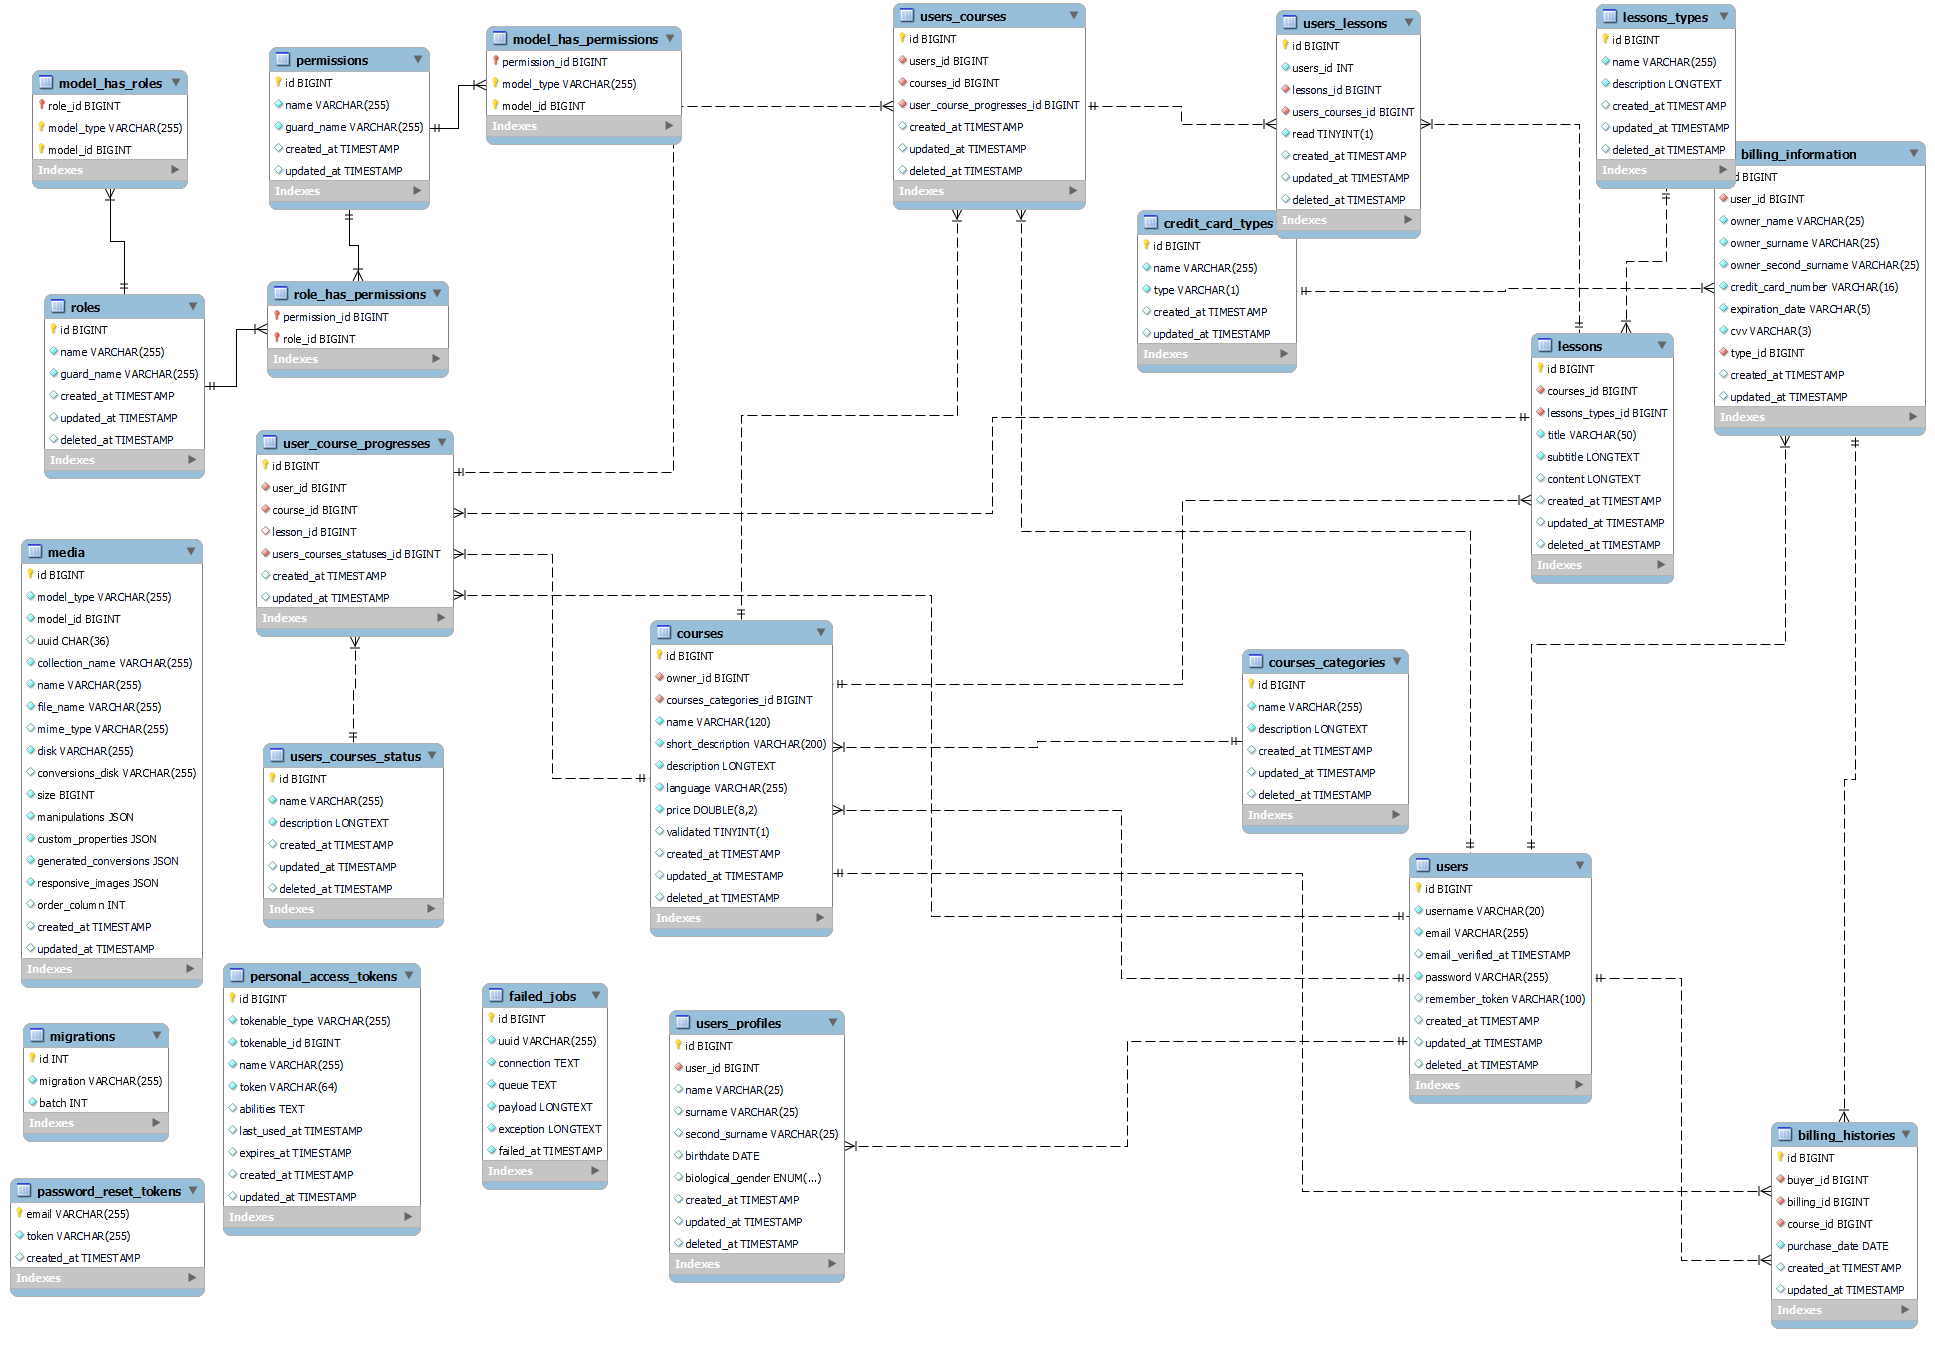 model_has_roles
role_id BIGINT
model_type VARCHAR(255)
model_id BIGINT
Indexes
permissions
id BIGINT
name VARCHAR(255)
guard_name VARCHAR(255)
created_at TIMESTAMP
updated_at TIMESTAMP
Indexes
model_has_permissions
permission_id BIGINT
model_type VARCHAR(255)
model_id BIGINT
Indexes
users_courses
id BIGINT
users_id BIGINT
courses_id BIGINT
user_course_progresses_id BIGINT
created_at TIMESTAMP
updated_at TIMESTAMP
deleted_at TIMESTAMP
Indexes
users_lessons
id BIGINT
users_id INT
lessons_id BIGINT
users_courses_id BIGINT
read TINYINT(1)
created_at TIMESTAMP
updated_at TIMESTAMP
deleted_at TIMESTAMP
Indexes
lessons_types
id BIGINT
name VARCHAR(255)
description LONGTEXT
created_at TIMESTAMP
updated_at TIMESTAMP
deleted_at TIMESTAMP
Indexes
billing_information
d BIGINT
user_id BIGINT
owner_name VARCHAR(25)
owner_surname VARCHAR(25)
owner_second_surname VARCHAR(25)
credit_card_number VARCHAR(16)
expiration_date VARCHAR(5)
cvv VARCHAR(3)
type_id BIGINT
created_at TIMESTAMP
updated_at TIMESTAMP
Indexes
credit_card_types
id BIGINT
name VARCHAR(255)
type VARCHAR(1)
created_at TIMESTAMP
updated_at TIMESTAMP
Indexes
roles
id BIGINT
name VARCHAR(255)
guard_name VARCHAR(255)
created_at TIMESTAMP
updated_at TIMESTAMP
deleted_at TIMESTAMP
Indexes
role_has_permissions
permission_id BIGINT
role_id BIGINT
Indexes
lessons
id BIGINT
courses_id BIGINT
lessons_types_id BIGINT
title VARCHAR(50)
subtitle LONGTEXT
content LONGTEXT
created_at TIMESTAMP
updated_at TIMESTAMP
deleted_at TIMESTAMP
Indexes
user_course_progresses
id BIGINT
user_id BIGINT
course_id BIGINT
lesson_id BIGINT
users_courses_statuses_id BIGINT
created_at TIMESTAMP
updated_at TIMESTAMP
Indexes
media
id BIGINT
model_type VARCHAR(255)
model_id BIGINT
uuid CHAR(36)
collection_name VARCHAR(255)
name VARCHAR(255)
file_name VARCHAR(255)
mime_type VARCHAR(255)
disk VARCHAR(255)
conversions_disk VARCHAR(255)
size BIGINT
manipulations JSON
custom_properties JSON
generated_conversions JSON
responsive_images JSON
order_column INT
created_at TIMESTAMP
updated_at TIMESTAMP
Indexes
users_courses_status
id BIGINT
name VARCHAR(255)
description LONGTEXT
created_at TIMESTAMP
updated_at TIMESTAMP
deleted_at TIMESTAMP
Indexes
courses
id BIGINT
owner_id BIGINT
courses_categories_id BIGINT
name VARCHAR(120)
short_description VARCHAR(200)
description LONGTEXT
language VARCHAR(255)
price DOUBLE(8,2)
validated TINYINT(1)
created_at TIMESTAMP
updated_at TIMESTAMP
deleted_at TIMESTAMP
Indexes
courses_categories
id BIGINT
name VARCHAR(255)
description LONGTEXT
created_at TIMESTAMP
updated_at TIMESTAMP
deleted_at TIMESTAMP
Indexes
users
id BIGINT
username VARCHAR(20)
email VARCHAR(255)
email_verified_at TIMESTAMP
password VARCHAR(255)
remember_token VARCHAR(100)
created_at TIMESTAMP
updated_at TIMESTAMP
deleted_at TIMESTAMP
Indexes
migrations
id INT
migration VARCHAR(255)
batch INT
Indexes
personal_access_tokens
id BIGINT
tokenable_type VARCHAR(255)
tokenable_id BIGINT
name VARCHAR(255)
token VARCHAR(64)
abilities TEXT
last_used_at TIMESTAMP
expires_at TIMESTAMP
created_at TIMESTAMP
updated_at TIMESTAMP
Indexes
failed_jobs
id BIGINT
uuid VARCHAR(255)
connection TEXT
queue TEXT
payload LONGTEXT
exception LONGTEXT
failed_at TIMESTAMP
Indexes
users_profiles
id BIGINT
user_id BIGINT
name VARCHAR(25)
surname VARCHAR(25)
second_surname VARCHAR(25)
birthdate DATE
biological_gender ENUM(...)
created_at TIMESTAMP
updated_at TIMESTAMP
deleted_at TIMESTAMP
Indexes
billing_histories
id BIGINT
buyer_id BIGINT
billing_id BIGINT
course_id BIGINT
purchase_date DATE
created_at TIMESTAMP
updated_at TIMESTAMP
Indexes
password_reset_tokens
email VARCHAR(255)
token VARCHAR(255)
created_at TIMESTAMP
Indexes